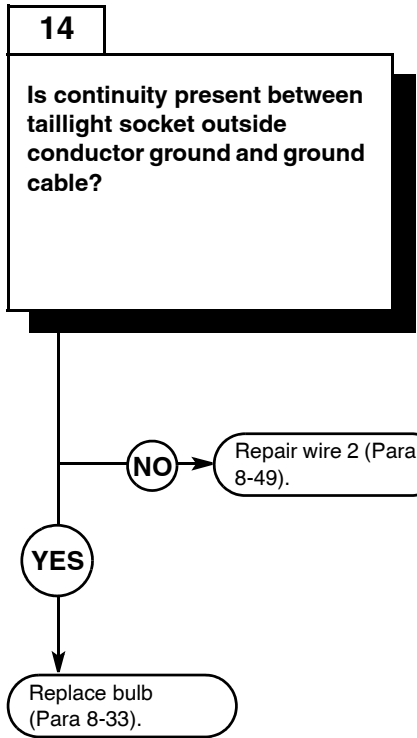 14
Is continuity present between
taillight socket outside
conductor ground and ground
cable?
NO
Repair wire 2 (Para
8-49).
YES
Replace bulb
(Para 8-33).